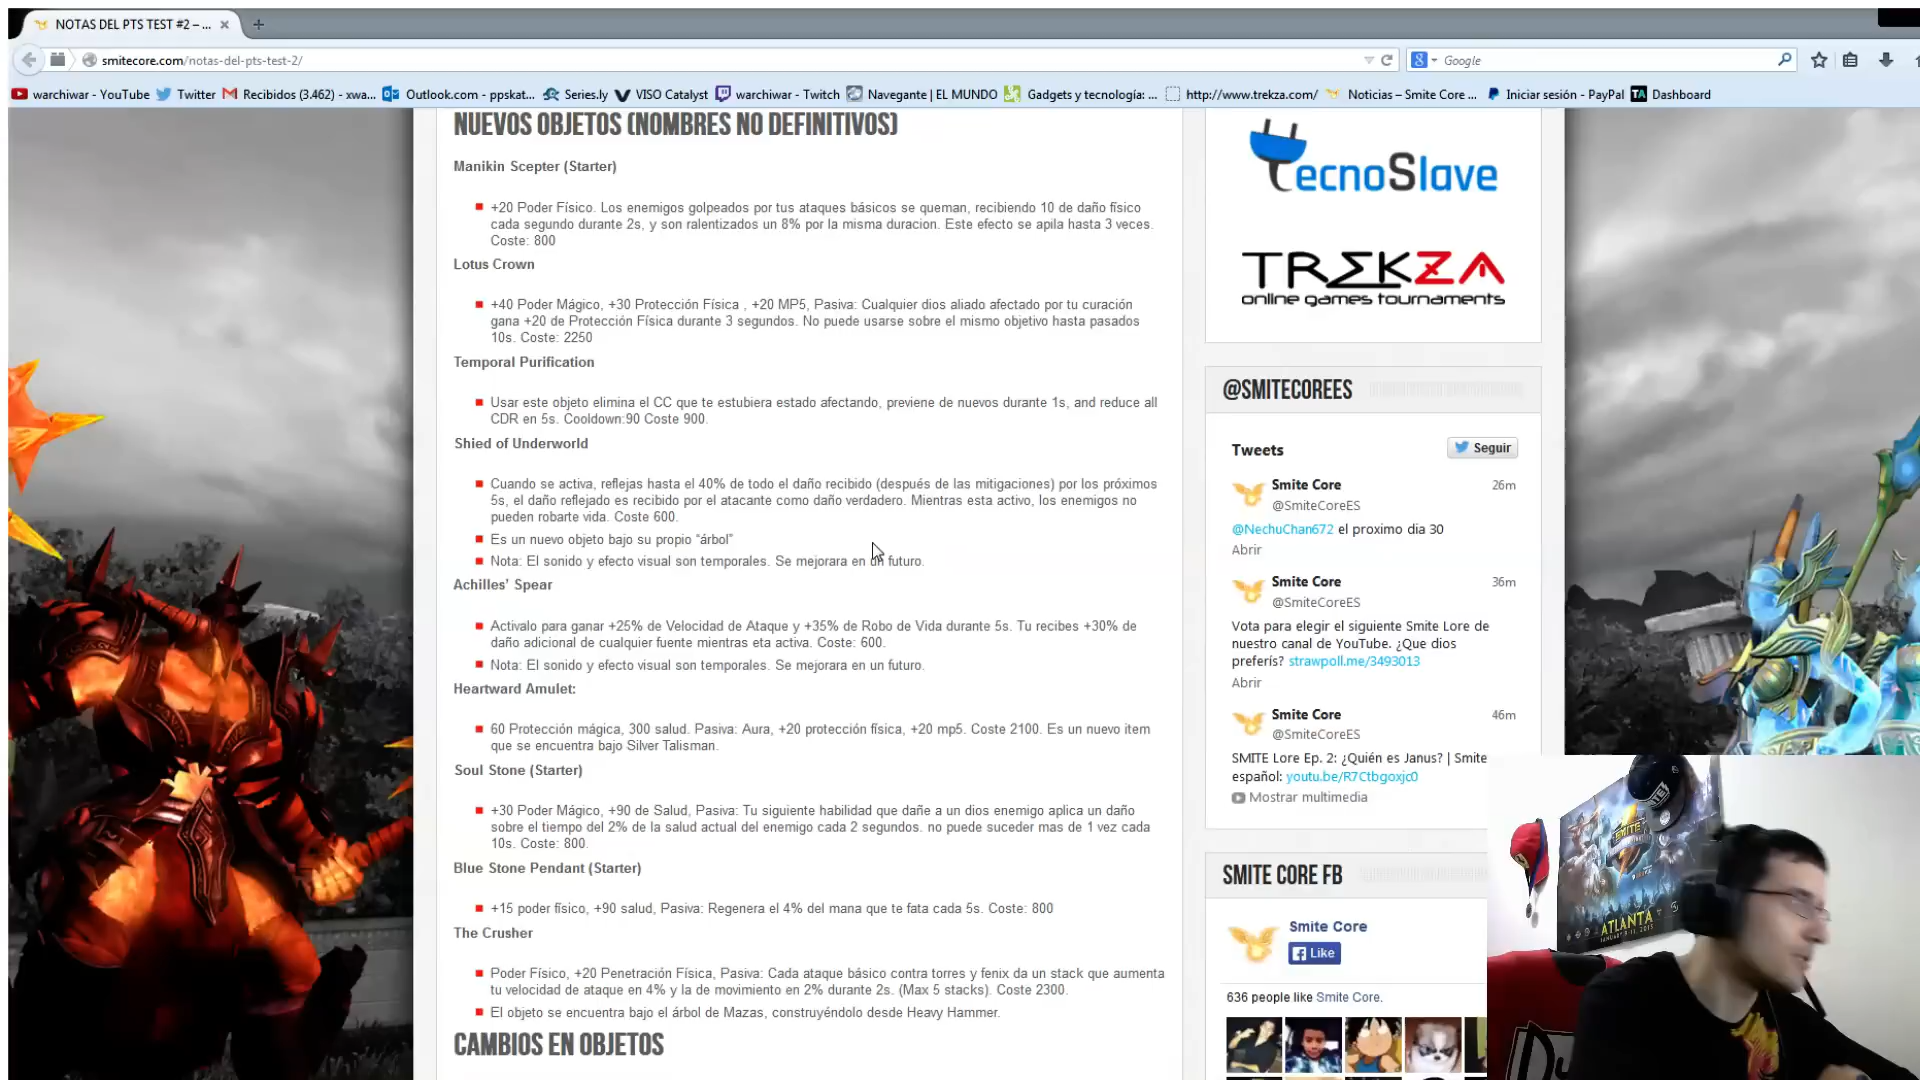 NOTAS DEL PTS TEST #2 – ...
smitecore.com/notas-del-pts-test-2/
Google
warchiwar - YouTube
Twitter
Recibidos (3.462) - xwa...
Outlook.com - ppskat...
Series.ly
VISO Catalyst
warchiwar - Twitch
Navegante | EL MUNDO
Gadgets y tecnología: ...
http://www.trekza.com/
Noticias – Smite Core ...
Iniciar sesión - PayPal
Dashboard
NUEVOS OBJETOS (NOMBRES NO DEFINITIVOS)
Manikin Scepter (Starter)
+20 Poder Físico. Los enemigos golpeados por tus ataques básicos se queman, recibiendo 10 de daño físico
cada segundo durante 2s, y son ralentizados un 8% por la misma duracion. Este efecto se apila hasta 3 veces.
Coste: 800
Lotus Crown
+40 Poder Mágico, +30 Protección Física , +20 MP5, Pasiva: Cualquier dios aliado afectado por tu curación
gana +20 de Protección Física durante 3 segundos. No puede usarse sobre el mismo objetivo hasta pasados
10s. Coste: 2250
Temporal Purification
Usar este objeto elimina el CC que te estubiera estado afectando, previene de nuevos durante 1s, and reduce all
CDR en 5s. Cooldown:90 Coste 900.
Shied of Underworld
Cuando se activa, reflejas hasta el 40% de todo el daño recibido (después de las mitigaciones) por los próximos
5s, el daño reflejado es recibido por el atacante como daño verdadero. Mientras esta activo, los enemigos no
pueden robarte vida. Coste 600.
Es un nuevo objeto bajo su propio “árbol”
Nota: El sonido y efecto visual son temporales. Se mejorara en un futuro.
Achilles’ Spear
Activalo para ganar +25% de Velocidad de Ataque y +35% de Robo de Vida durante 5s. Tu recibes +30% de
daño adicional de cualquier fuente mientras eta activa. Coste: 600.
Nota: El sonido y efecto visual son temporales. Se mejorara en un futuro.
Heartward Amulet:
60 Protección mágica, 300 salud. Pasiva: Aura, +20 protección física, +20 mp5. Coste 2100. Es un nuevo item
que se encuentra bajo Silver Talisman.
Soul Stone (Starter)
+30 Poder Mágico, +90 de Salud, Pasiva: Tu siguiente habilidad que dañe a un dios enemigo aplica un daño
sobre el tiempo del 2% de la salud actual del enemigo cada 2 segundos. no puede suceder mas de 1 vez cada
10s. Coste: 800.
Blue Stone Pendant (Starter)
+15 poder físico, +90 salud, Pasiva: Regenera el 4% del mana que te fata cada 5s. Coste: 800
The Crusher
Poder Físico, +20 Penetración Física, Pasiva: Cada ataque básico contra torres y fenix da un stack que aumenta
tu velocidad de ataque en 4% y la de movimiento en 2% durante 2s. (Max 5 stacks). Coste 2300.
El objeto se encuentra bajo el árbol de Mazas, construyéndolo desde Heavy Hammer.
CAMBIOS EN OBJETOS
TecnoSlave
TREKZA
online games tournaments
@SMITECOREES
Tweets
Seguir
Smite Core 26m
@SmiteCoreES
@NechuChan672 el proximo dia 30
Abrir
Smite Core 36m
@SmiteCoreES
Vota para elegir el siguiente Smite Lore de
nuestro canal de YouTube. ¿Que dios
preferís? strawpoll.me/3493013
Abrir
Smite Core 46m
@SmiteCoreES
SMITE Lore Ep. 2: ¿Quién es Janus? | Smite
español: youtu.be/R7Ctbgoxjc0
Mostrar multimedia
SMITE CORE FB
Smite Core
Like
636 people like Smite Core.
SMITE
ATLANTA
JANUARY 9-11, 2015